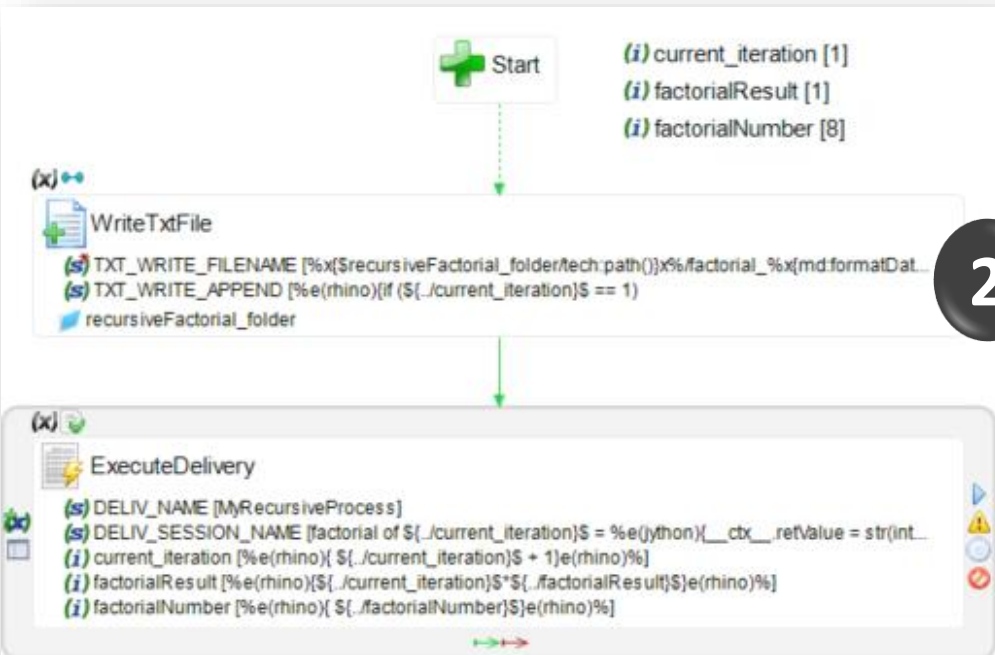 Start
(i) current_iteration [1]
(i) factorialResult [1]
(i) factorialNumber [8]
(x)
WriteTxtFile
(s) TXT_WRITE_FILENAME [%x{$recursiveFactorial_folder/tech:path()}x%/factorial_%x{md:formatDat...
(s) TXT_WRITE_APPEND [%e(rhino){if (${../current_iteration}$ == 1)
recursiveFactorial_folder
2
(x)
ExecuteDelivery
(s) DELIV_NAME [MyRecursiveProcess]
(s) DELIV_SESSION_NAME [factorial of ${../current_iteration}$ = %e(jython){__ctx__.retValue = str(int...
(i) current_iteration [%e(rhino){ ${../current_iteration}$ + 1}e(rhino)%]
(i) factorialResult [%e(rhino){${../current_iteration}$*${../factorialResult}$}e(rhino)%]
(i) factorialNumber [%e(rhino){ ${../factorialNumber}$}e(rhino)%]
(x)